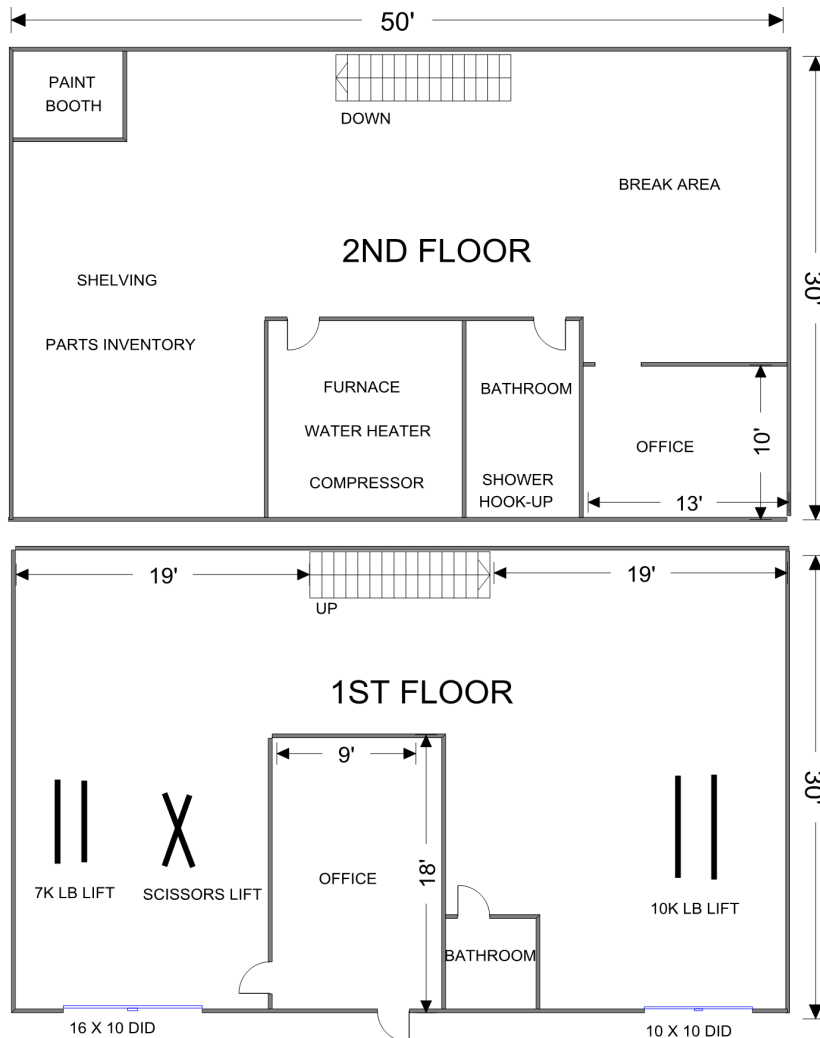 50'
PAINT
BOOTH
DOWN
BREAK AREA
2ND FLOOR
30'
SHELVING
PARTS INVENTORY
FURNACE
BATHROOM
WATER HEATER
OFFICE
10'
COMPRESSOR
SHOWER
HOOK-UP
13'
19'
19'
UP
1ST FLOOR
9'
30'
18'
OFFICE
7K LB LIFT
SCISSORS LIFT
10K LB LIFT
BATHROOM
16 X 10 DID
10 X 10 DID